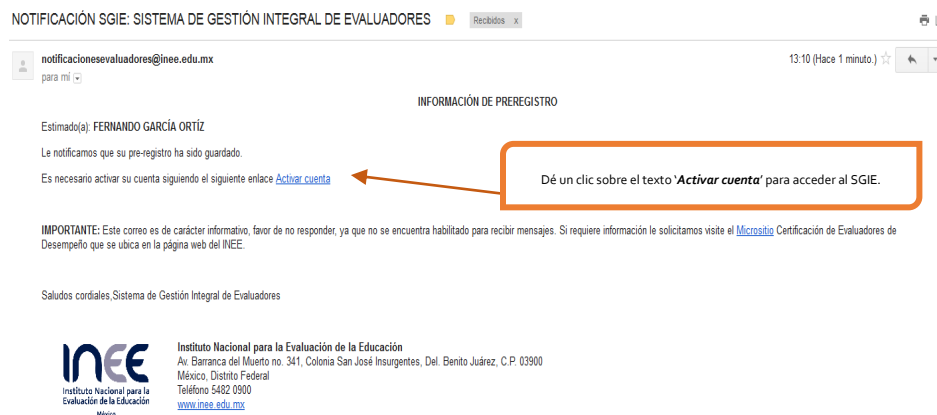 NOTIFICACIÓN SGIE: SISTEMA DE GESTIÓN INTEGRAL DE EVALUADORES Recibidos x
notificacionesevaluadores@inee.edu.mx 13:10 (Hace 1 minuto.)
para mí
INFORMACIÓN DE PREREGISTRO
Estimado(a): FERNANDO GARCÍA ORTÍZ
Le notificamos que su pre-registro ha sido guardado.
Es necesario activar su cuenta siguiendo el siguiente enlace Activar cuenta
Dé un clic sobre el texto 'Activar cuenta' para acceder al SGIE.
IMPORTANTE: Este correo es de carácter informativo, favor de no responder, ya que no se encuentra habilitado para recibir mensajes. Si requiere información le solicitamos visite el Micrositio Certificación de Evaluadores de
Desempeño que se ubica en la página web del INEE.
Saludos cordiales,Sistema de Gestión Integral de Evaluadores
INEE
Instituto Nacional para la
Evaluación de la Educación
México
Instituto Nacional para la Evaluación de la Educación
Av. Barranca del Muerto no. 341, Colonia San José Insurgentes, Del. Benito Juárez, C.P. 03900
México, Distrito Federal
Teléfono 5482 0900
www.inee.edu.mx